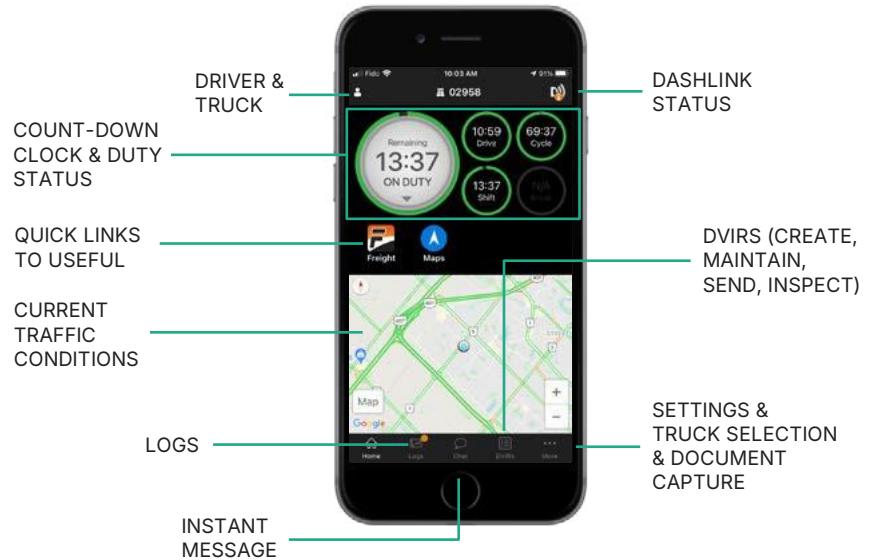 DRIVER &
TRUCK
DASHLINK
STATUS
COUNT-DOWN
CLOCK & DUTY
STATUS
QUICK LINKS
TO USEFUL
CURRENT
TRAFFIC
CONDITIONS
LOGS
INSTANT
MESSAGE
DVIRS (CREATE,
MAINTAIN,
SEND, INSPECT)
SETTINGS &
TRUCK SELECTION
& DOCUMENT
CAPTURE
Fido 10:03 AM 91%
02958
Remaining
13:37
ON DUTY
10:59
Drive
69:37
Cycle
13:37
Shift
N/A
Freight Maps
Map
Google
+
−
Home Logs Chat More